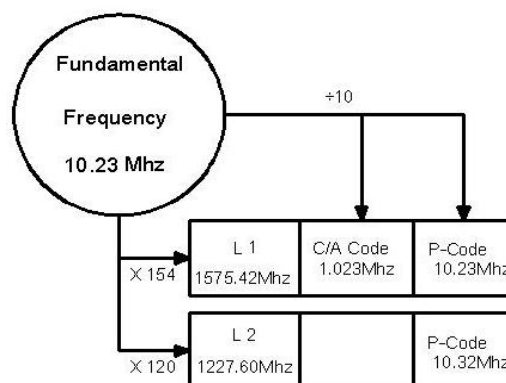 Fundamental
Frequency
10.23 Mhz
÷10
X 154
L 1
1575.42Mhz
C/A Code
1.023Mhz
P-Code
10.23Mhz
X 120
L 2
1227.60Mhz
P-Code
10.32Mhz